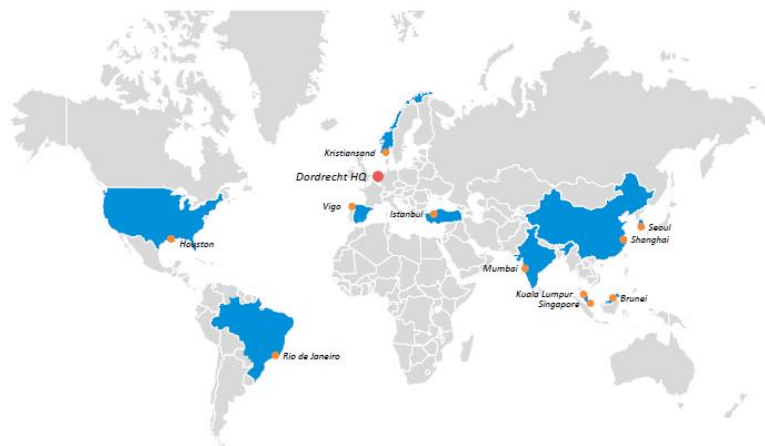 Kristiansand
Dordrecht HQ
Vigo
Istanbul
Houston
Seoul
Shanghai
Mumbai
Kuala Lumpur
Singapore
Brunei
Rio de Janeiro